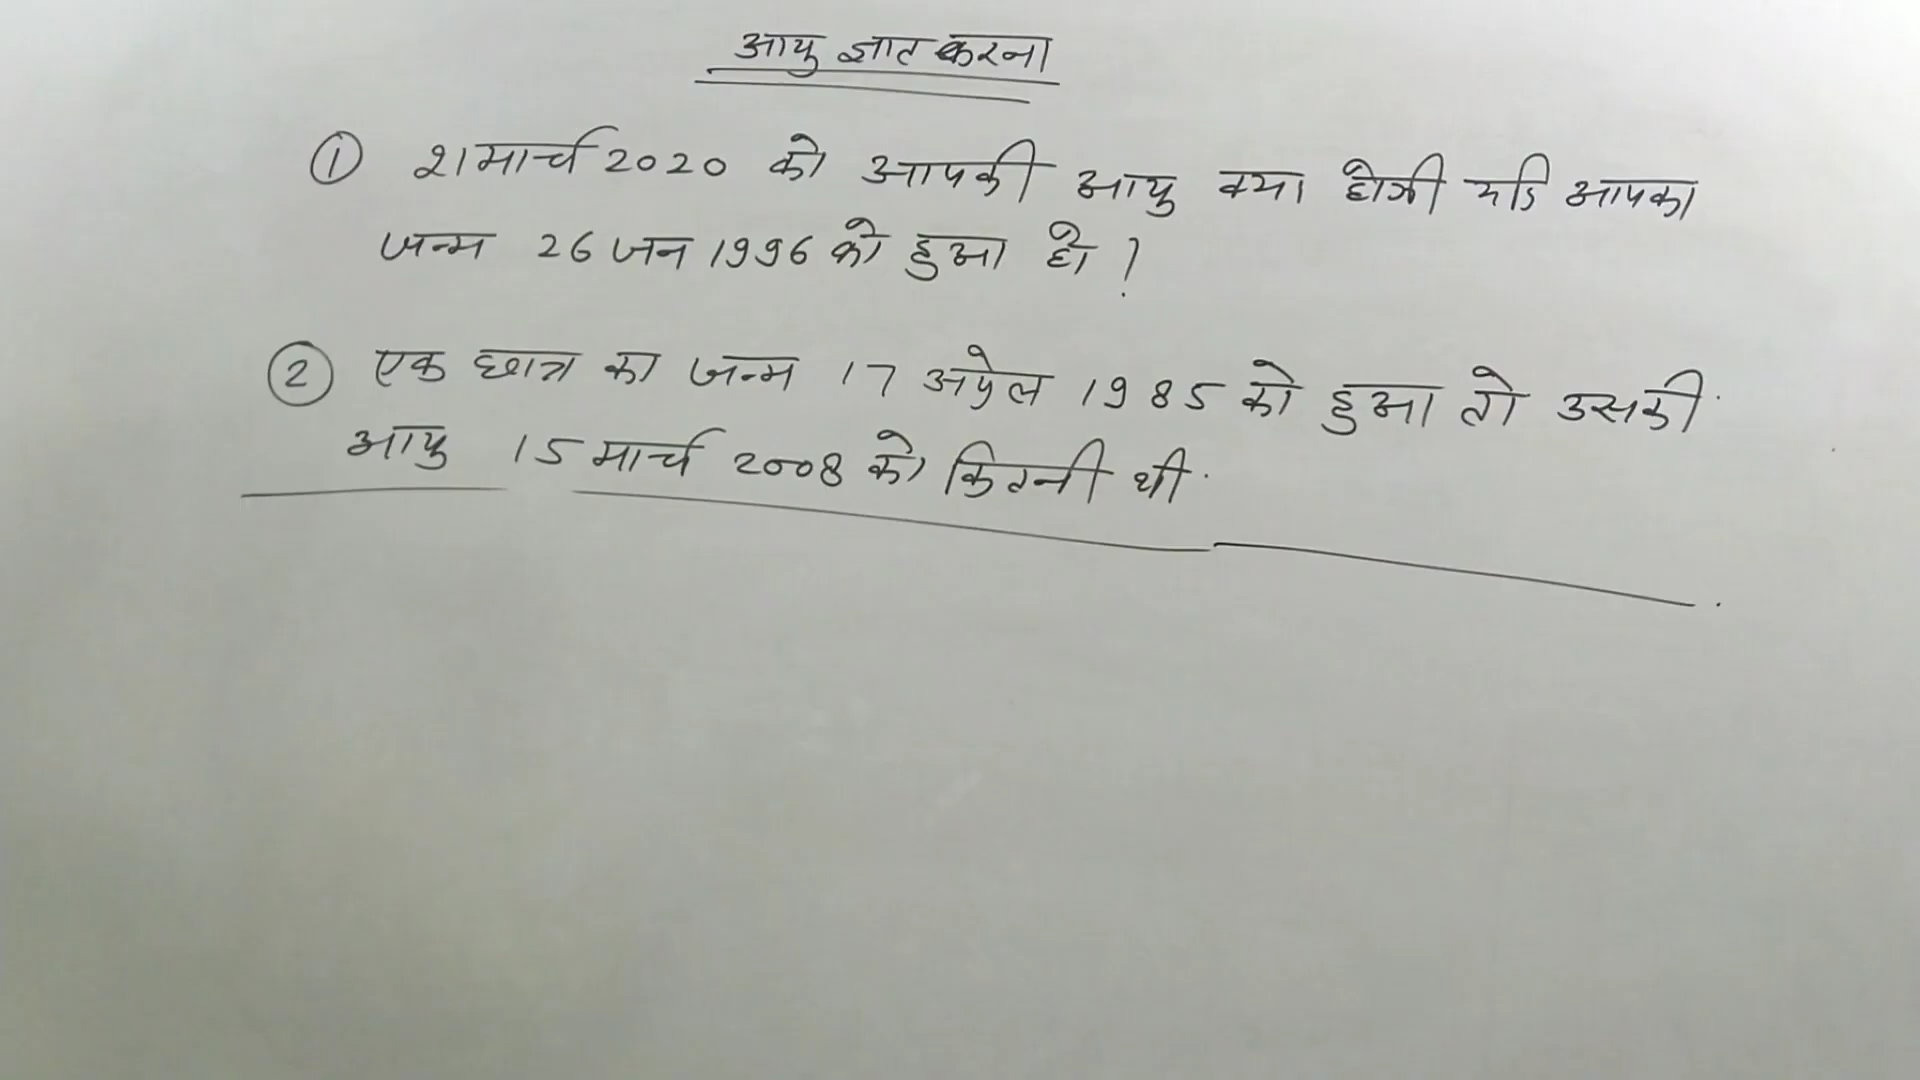 आयु ज्ञात करना
① 21 मार्च 2020 को आपकी आयु क्या होगी यदि आपका
जन्म 26 जन 1996 को हुआ हो ?
② एक छात्र का जन्म 17 अप्रेल 1985 को हुआ तो उसकी
आयु 15 मार्च 2008 को कितनी थी.